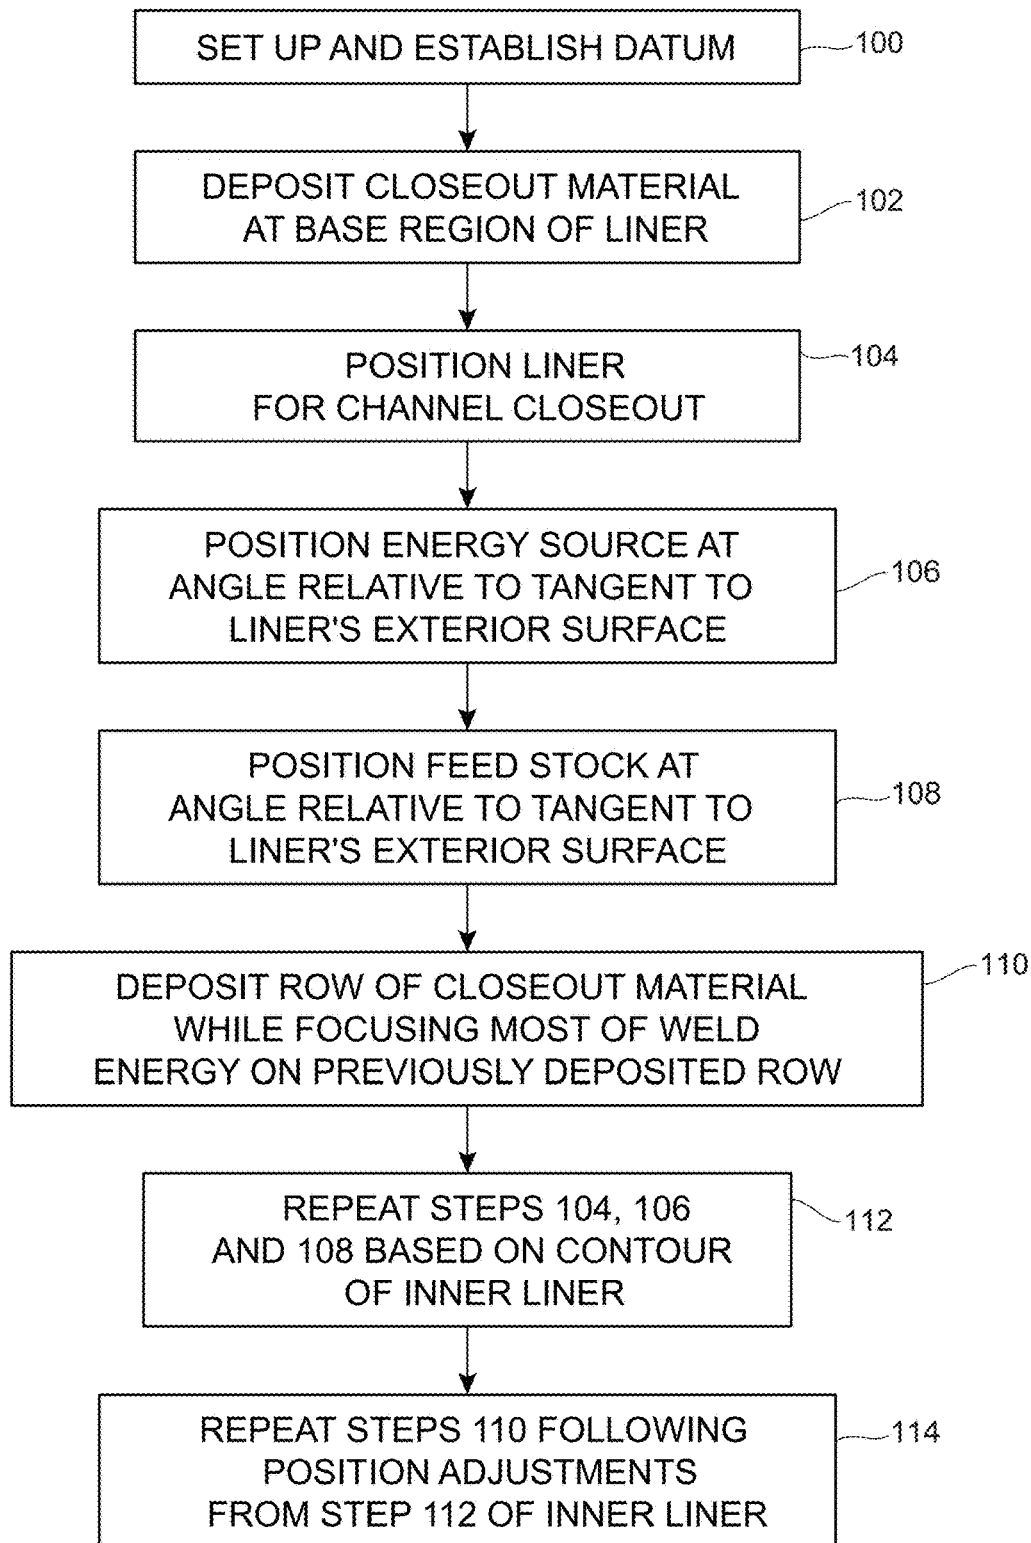 SET UP AND ESTABLISH DATUM
100
DEPOSIT CLOSEOUT MATERIAL
AT BASE REGION OF LINER
102
POSITION LINER
FOR CHANNEL CLOSEOUT
104
POSITION ENERGY SOURCE AT
ANGLE RELATIVE TO TANGENT TO
LINER'S EXTERIOR SURFACE
106
POSITION FEED STOCK AT
ANGLE RELATIVE TO TANGENT TO
LINER'S EXTERIOR SURFACE
108
DEPOSIT ROW OF CLOSEOUT MATERIAL
WHILE FOCUSING MOST OF WELD
ENERGY ON PREVIOUSLY DEPOSITED ROW
110
REPEAT STEPS 104, 106
AND 108 BASED ON CONTOUR
OF INNER LINER
112
REPEAT STEPS 110 FOLLOWING
POSITION ADJUSTMENTS
FROM STEP 112 OF INNER LINER
114